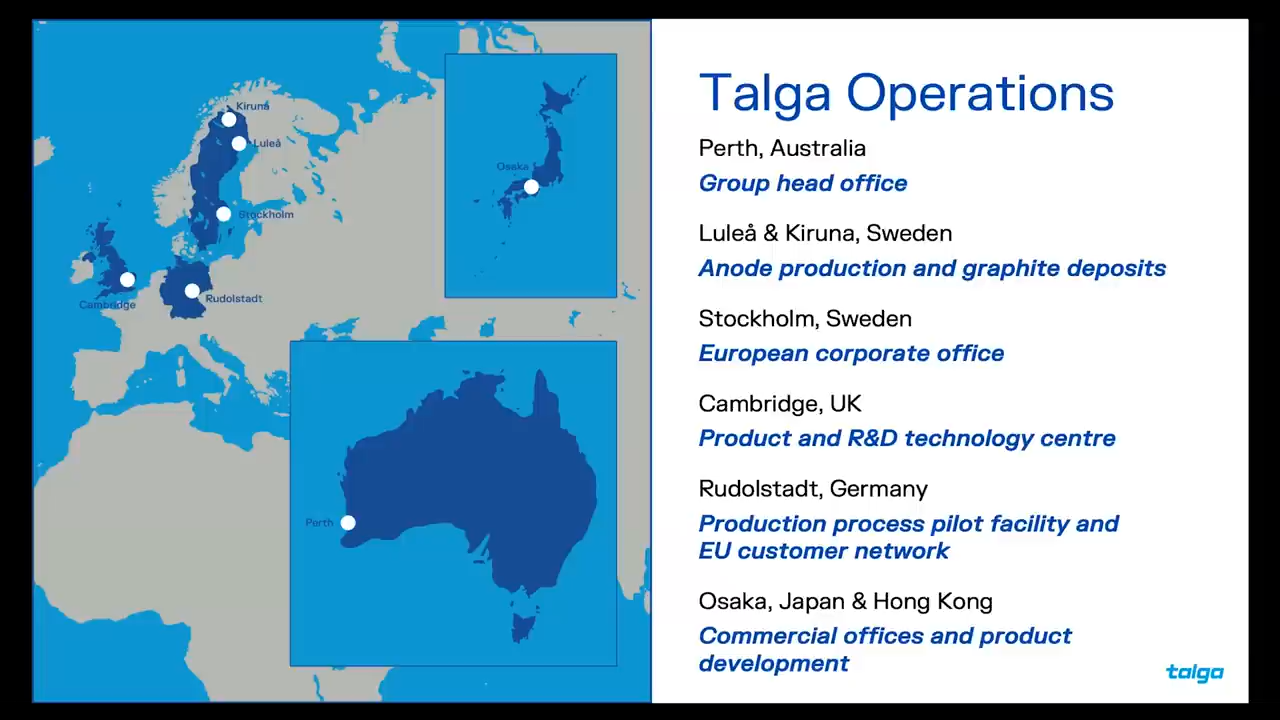 Kiruna
Luleå
Stockholm
Cambridge
Rudolstadt
Osaka
Perth
Talga Operations
Perth, Australia
Group head office
Luleå & Kiruna, Sweden
Anode production and graphite deposits
Stockholm, Sweden
European corporate office
Cambridge, UK
Product and R&D technology centre
Rudolstadt, Germany
Production process pilot facility and
EU customer network
Osaka, Japan & Hong Kong
Commercial offices and product
development
talga